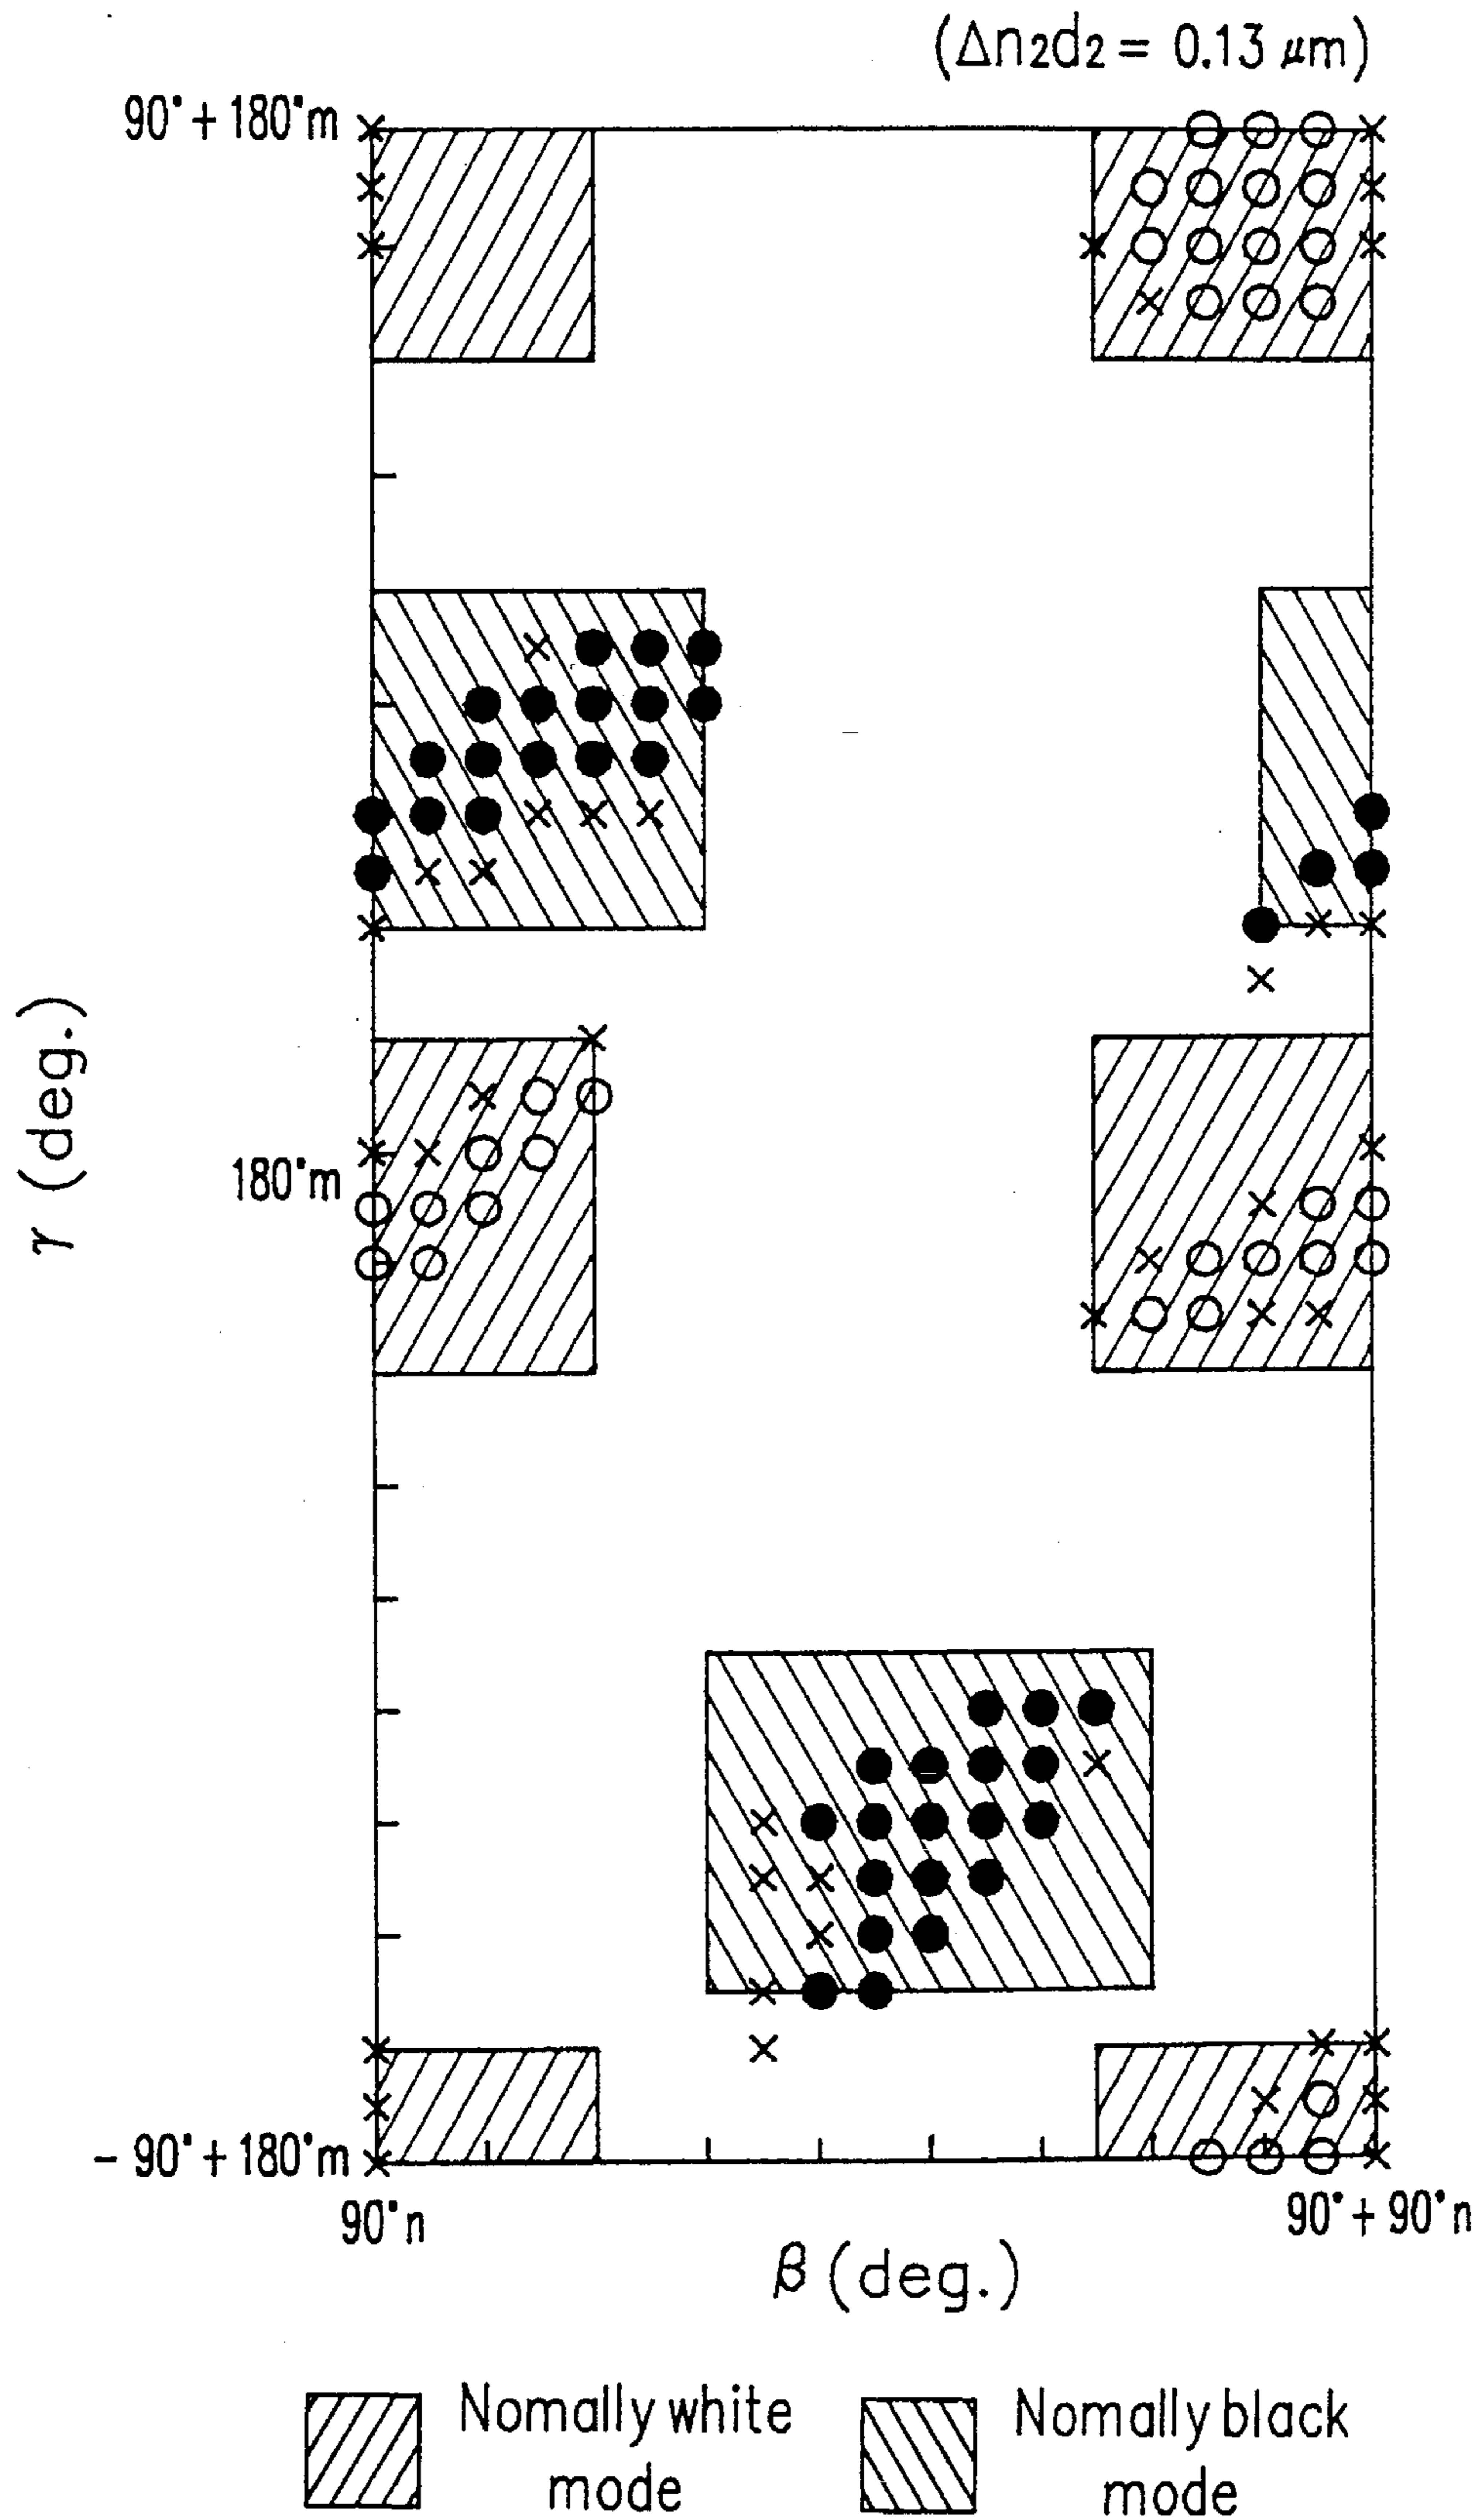 (Δn2d2 = 0.13 μm)
90°+180°m
γ (deg.)
180°m
-90°+180°m
90°n
90°+90°n
β (deg.)
Nomally white
mode
Nomally black
mode